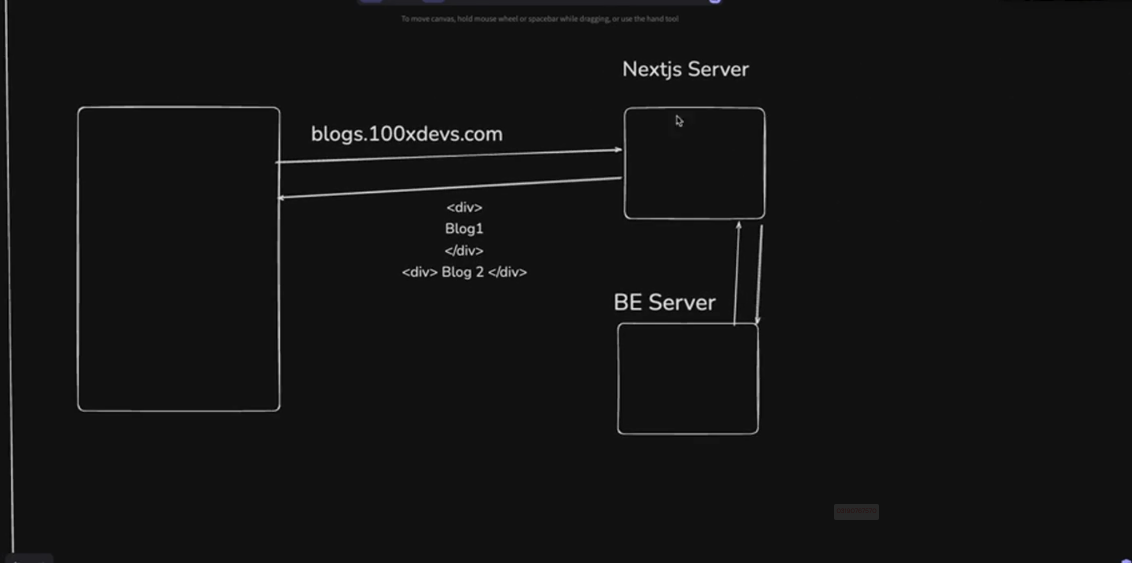 To move canvas, hold mouse wheel or spacebar while dragging, or use the hand tool
Nextjs Server
blogs.100xdevs.com
<div>
Blog1
</div>
<div> Blog 2 </div>
BE Server